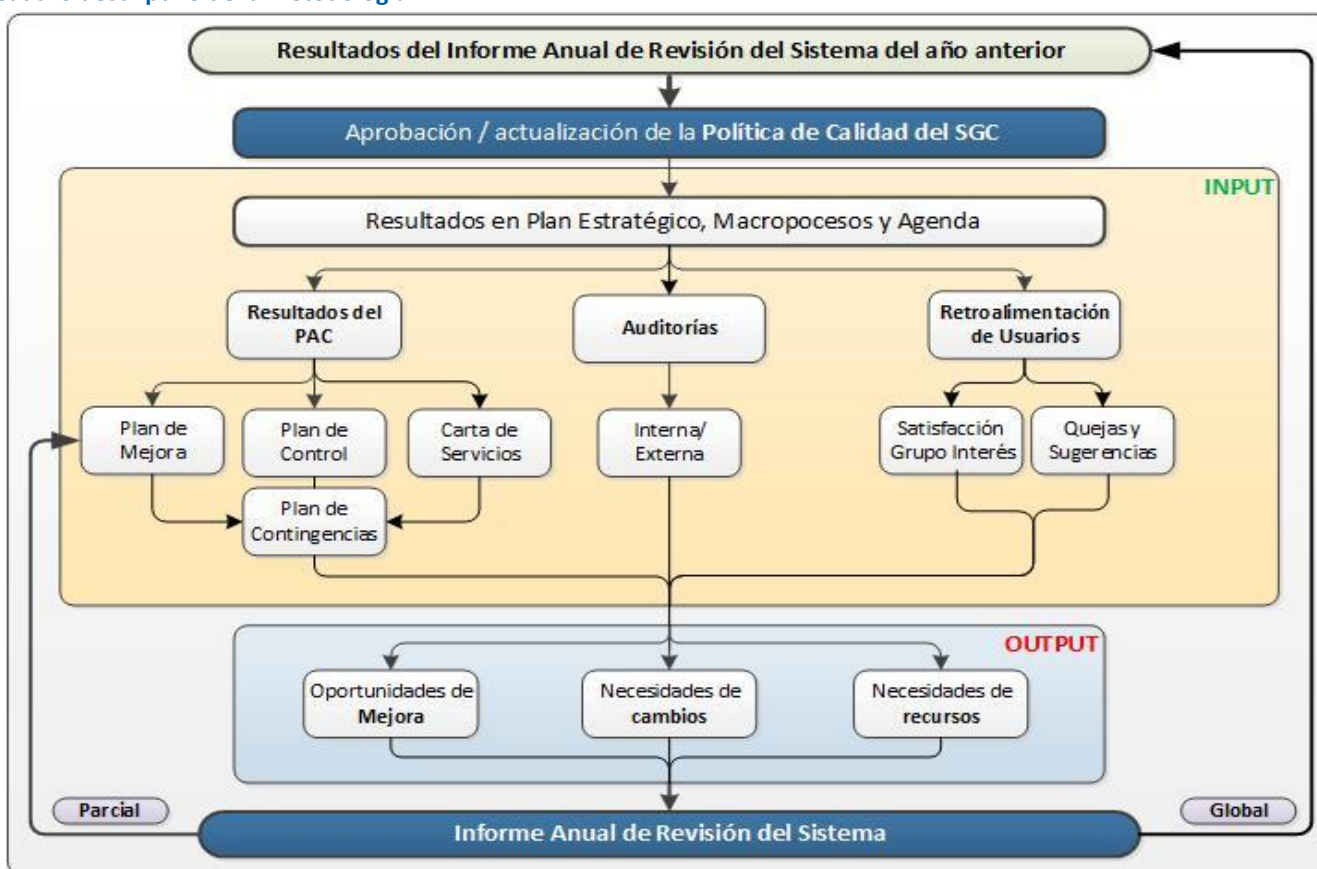 Resultados del Informe Anual de Revisión del Sistema del año anterior
Aprobación / actualización de la Política de Calidad del SGC
INPUT
Resultados en Plan Estratégico, Macropocesos y Agenda
Resultados del
PAC
Auditorías
Retroalimentación
de Usuarios
Plan de
Mejora
Plan de
Control
Carta de
Servicios
Interna/
Externa
Satisfacción
Grupo Interés
Quejas y
Sugerencias
Plan de
Contingencias
OUTPUT
Oportunidades de
Mejora
Necesidades de
cambios
Necesidades de
recursos
Parcial
Global
Informe Anual de Revisión del Sistema